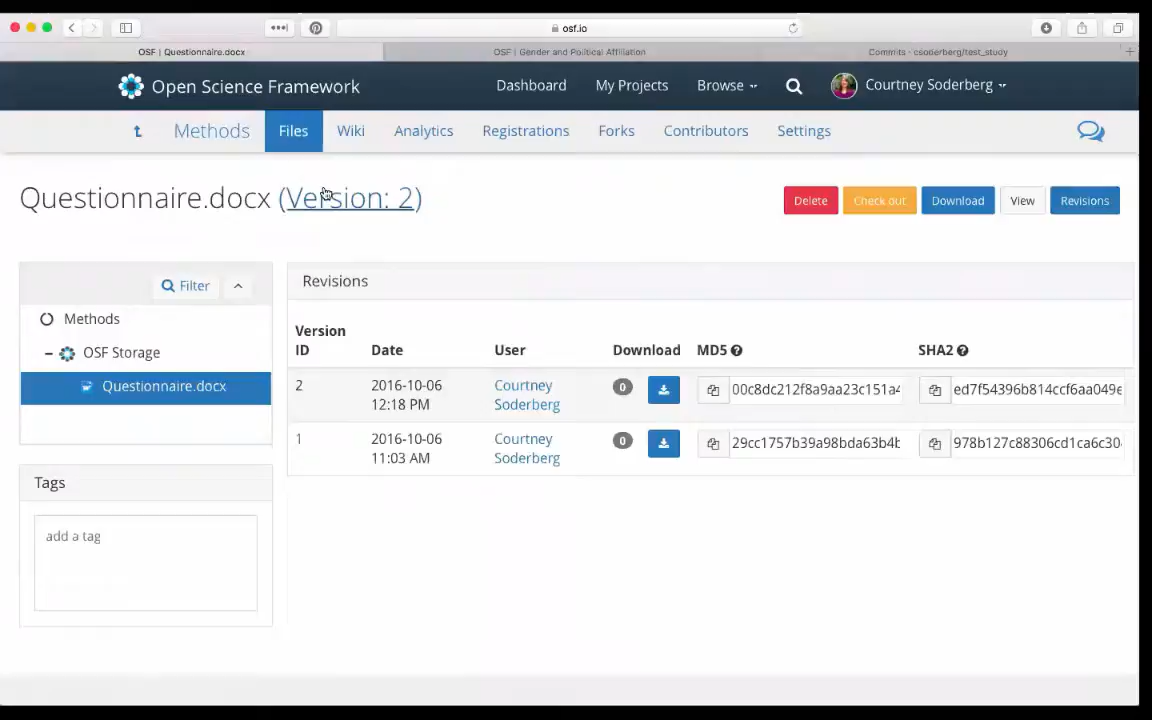 osf.io
OSF | Questionnaire.docx
OSF | Gender and Political Affiliation
Commits - csoderberg/test_study
Open Science Framework
Dashboard
My Projects
Browse
Courtney Soderberg
Methods
Files
Wiki
Analytics
Registrations
Forks
Contributors
Settings
Questionnaire.docx (Version: 2)
Delete
Check out
Download
View
Revisions
Filter
Methods
OSF Storage
Questionnaire.docx
Tags
add a tag
Revisions
Version ID Date User Download MD5 SHA2
2 2016-10-06 Courtney 0 00c8dc212f8a9aa23c151a4 ed7f54396b814ccf6aa049e
12:18 PM Soderberg
1 2016-10-06 Courtney 0 29cc1757b39a98bda63b4b 978b127c88306cd1ca6c30
11:03 AM Soderberg